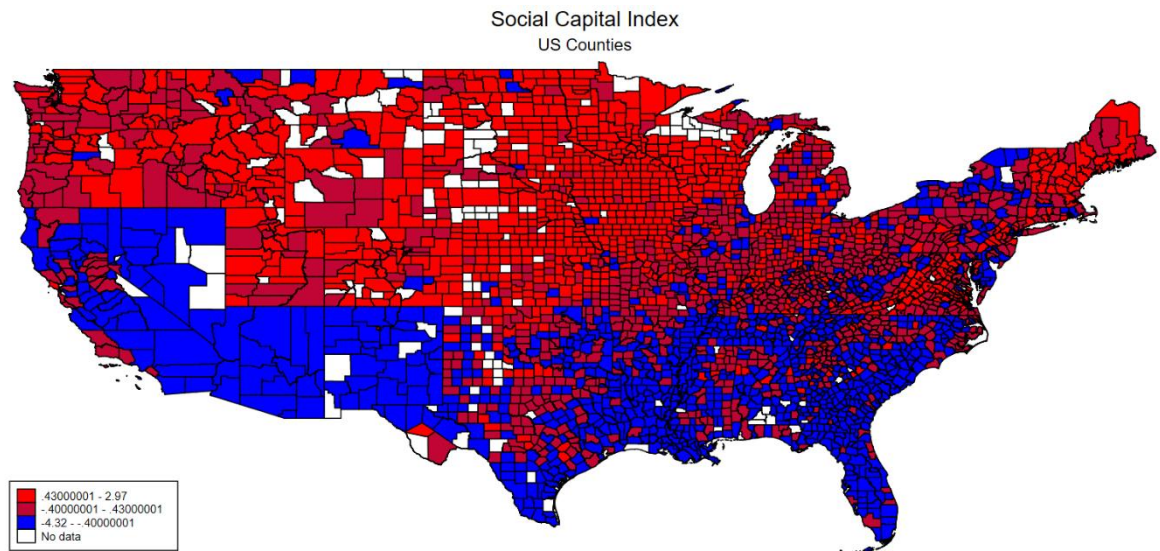 Social Capital Index
US Counties
.43000001 - 2.97
-.40000001 - .43000001
-4.32 - -.40000001
No data